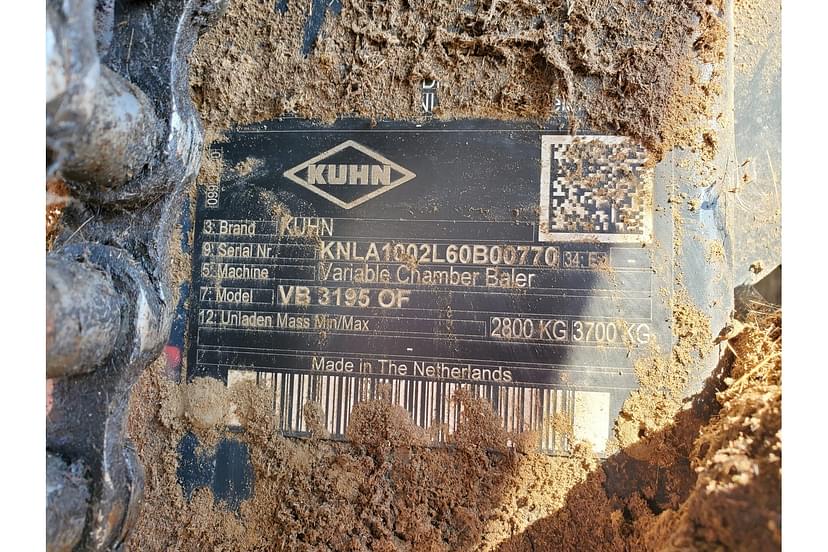 KUHN
3: Brand KUHN
9: Serial Nr. KNLA1002L60B00770 34:
5: Machine Variable Chamber Baler
7: Model VB 3195 OF
12: Unladen Mass Min/Max 2800 KG 3700 KG
Made in The Netherlands